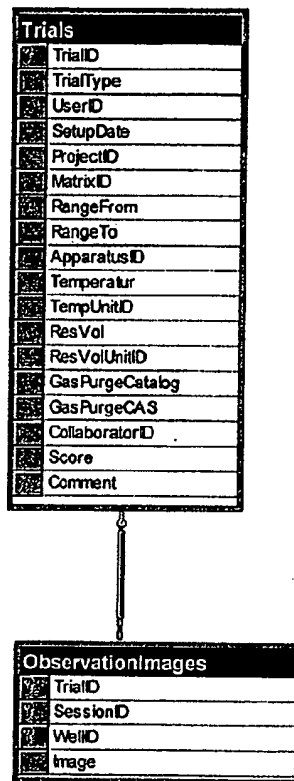 Trials
TrialID
TrialType
UserID
SetupDate
ProjectID
MatrixID
RangeFrom
RangeTo
ApparatusID
Temperatur
TempUnitID
ResVol
ResVolUnitID
GasPurgeCatalog
GasPurgeCAS
CollaboratorID
Score
Comment
ObservationImages
TrialID
SessionID
WellID
Image